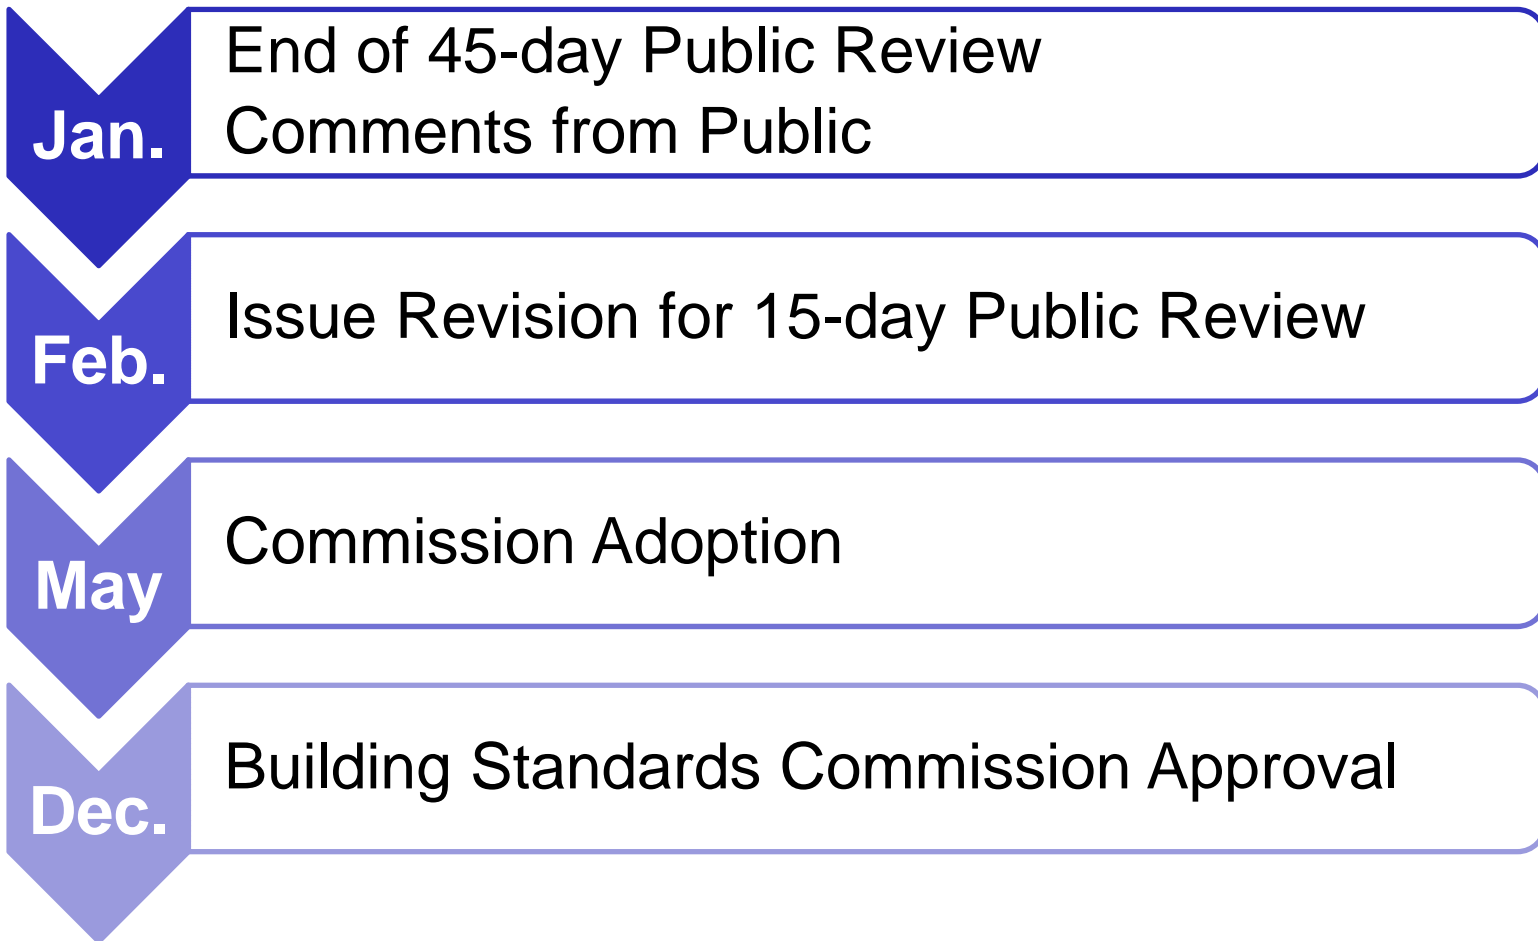 Jan.
End of 45-day Public Review
Comments from Public
Feb.
Issue Revision for 15-day Public Review
May
Commission Adoption
Dec.
Building Standards Commission Approval